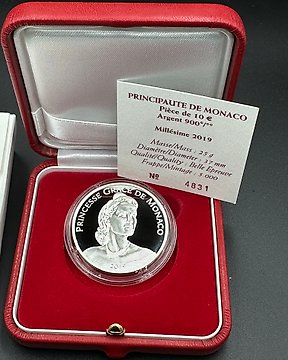 PRINCIPAUTE DE MONACO
Pièce de 10 €
Argent 900°/°°
Millésime 2019
Masse/Mass : 25 g
Diamètre/Diameter : 37 mm
Qualité/Quality : Belle Epreuve
Frappe/Mintage : 3.000
N° 4831
PRINCESSE GRACE DE MONACO
2019